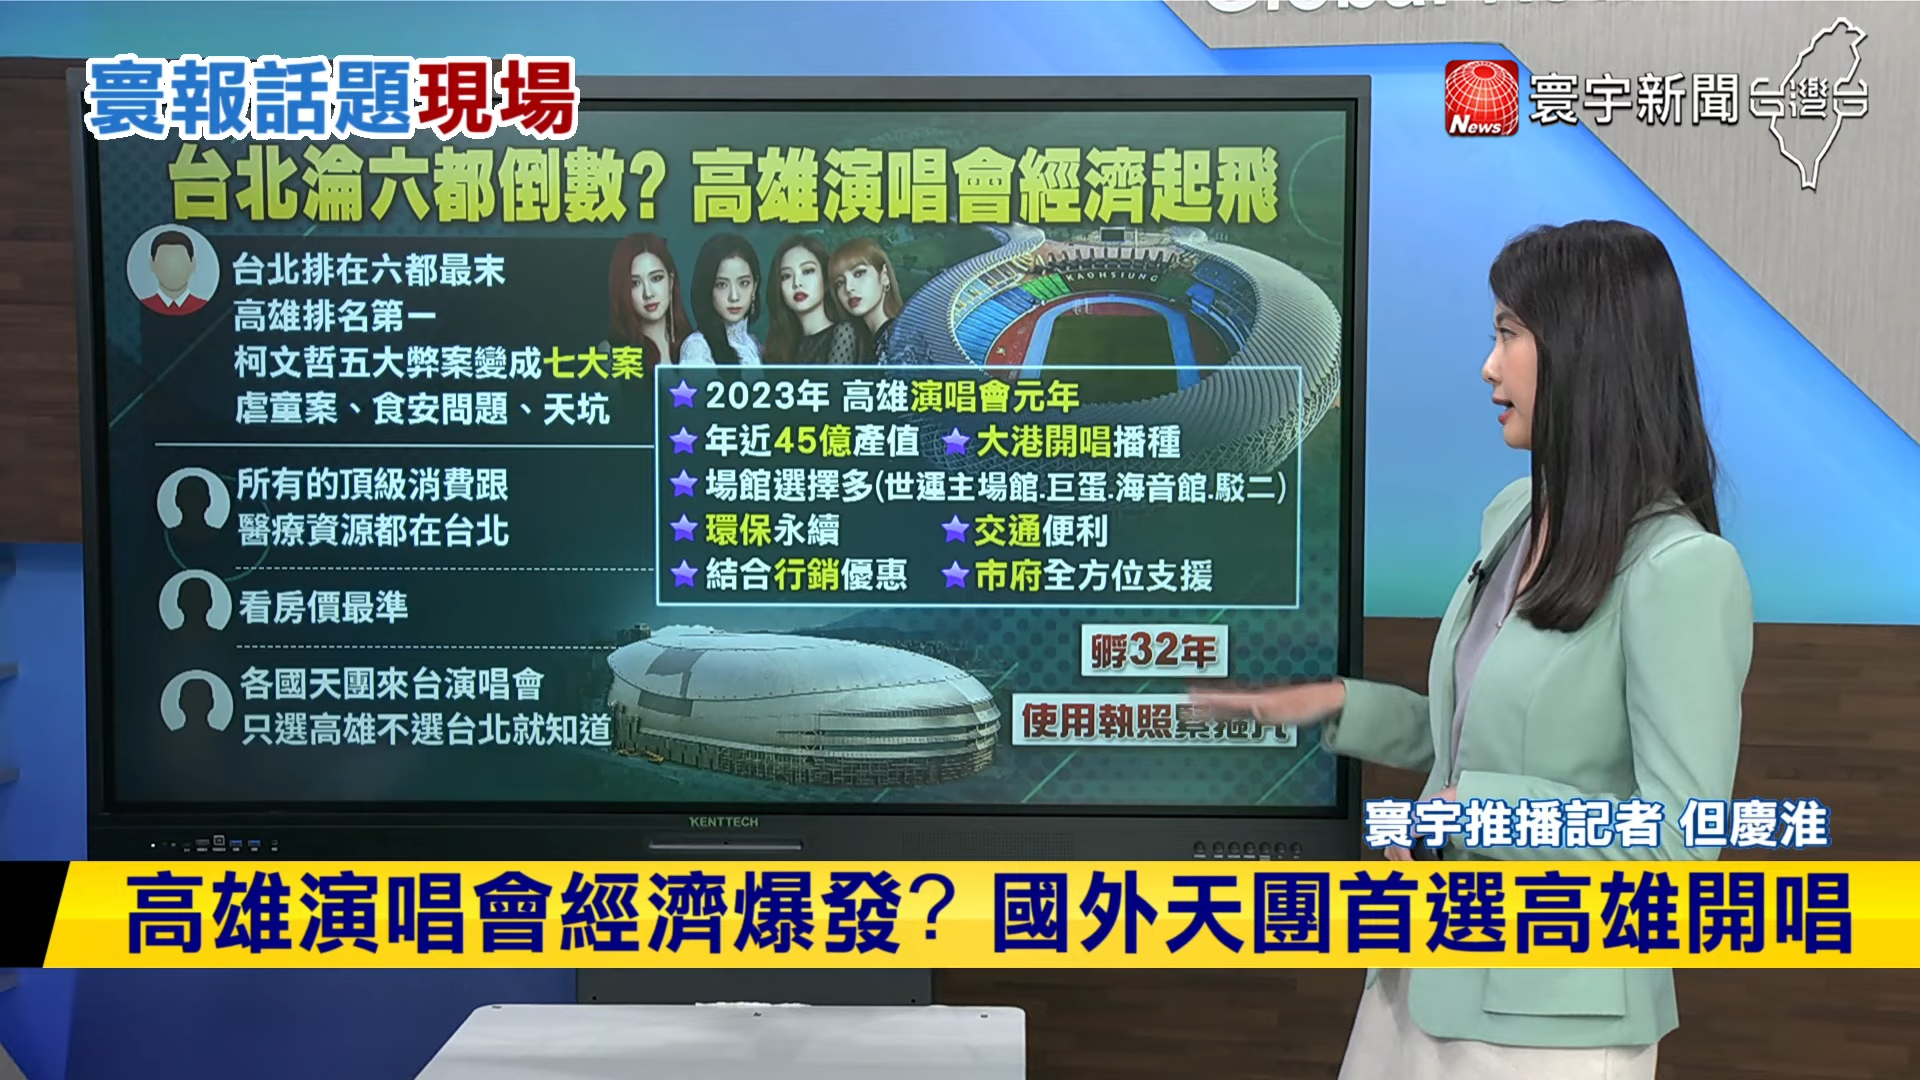 寰報話題現場
News
寰宇新聞
台灣
台北淪六都倒數? 高雄演唱會經濟起飛
台北排在六都最末
高雄排名第一
柯文哲五大弊案變成七大案
虐童案、食安問題、天坑
所有的頂級消費跟
醫療資源都在台北
看房價最準
各國天團來台演唱會
只選高雄不選台北就知道
KAOHSIUNG
2023年 高雄演唱會元年
年近45億產值 大港開唱播種
場館選擇多(世運主場館.巨蛋.海音館.駁二)
環保永續 交通便利
結合行銷優惠 市府全方位支援
孵32年
使用執照
KENTTECH
寰宇推播記者 但慶淮
高雄演唱會經濟爆發? 國外天團首選高雄開唱